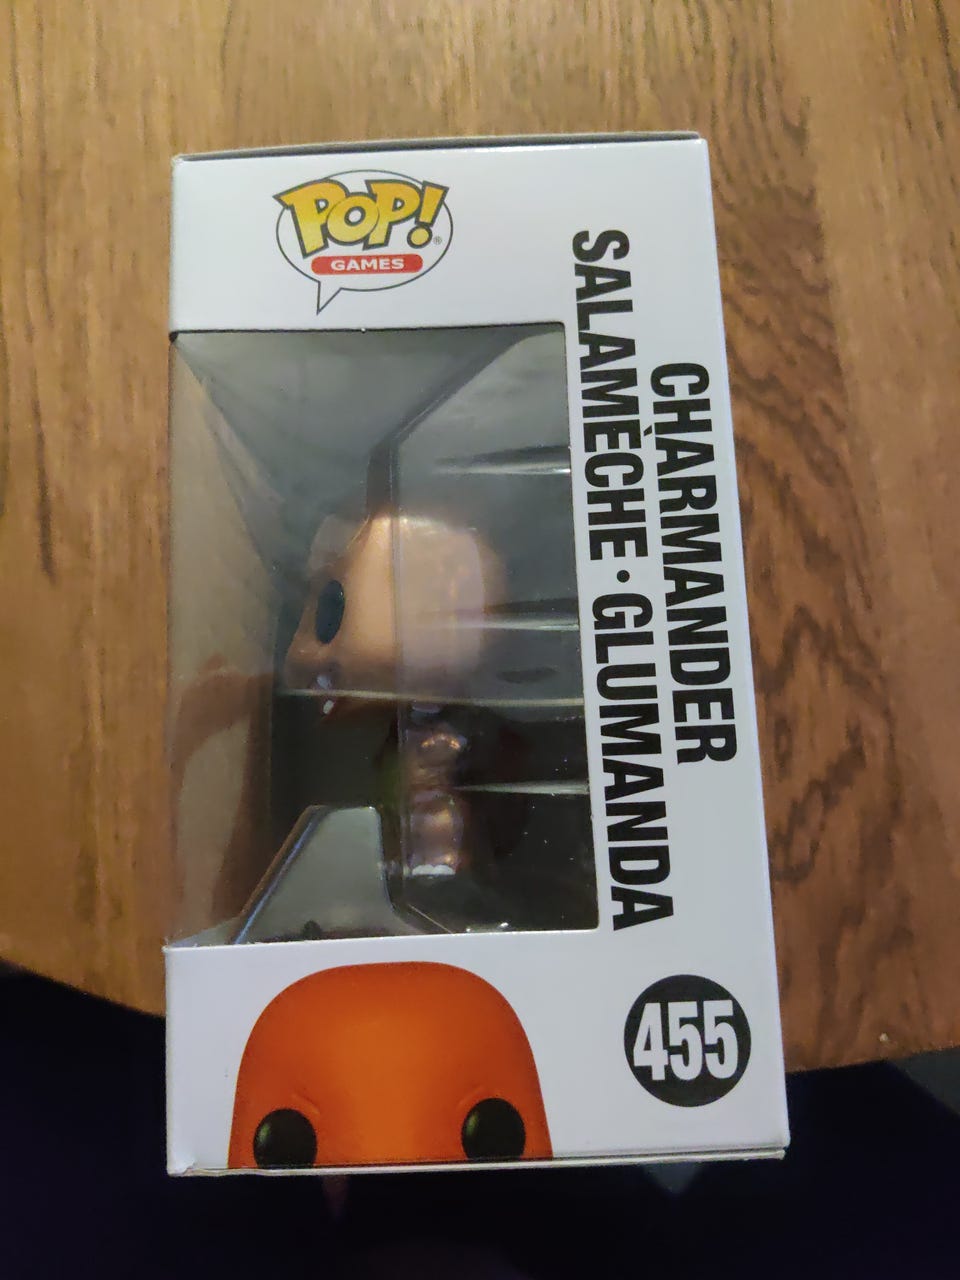 POP!®
GAMES
CHARMANDER
SALAMÈCHE · GLUMANDA
455